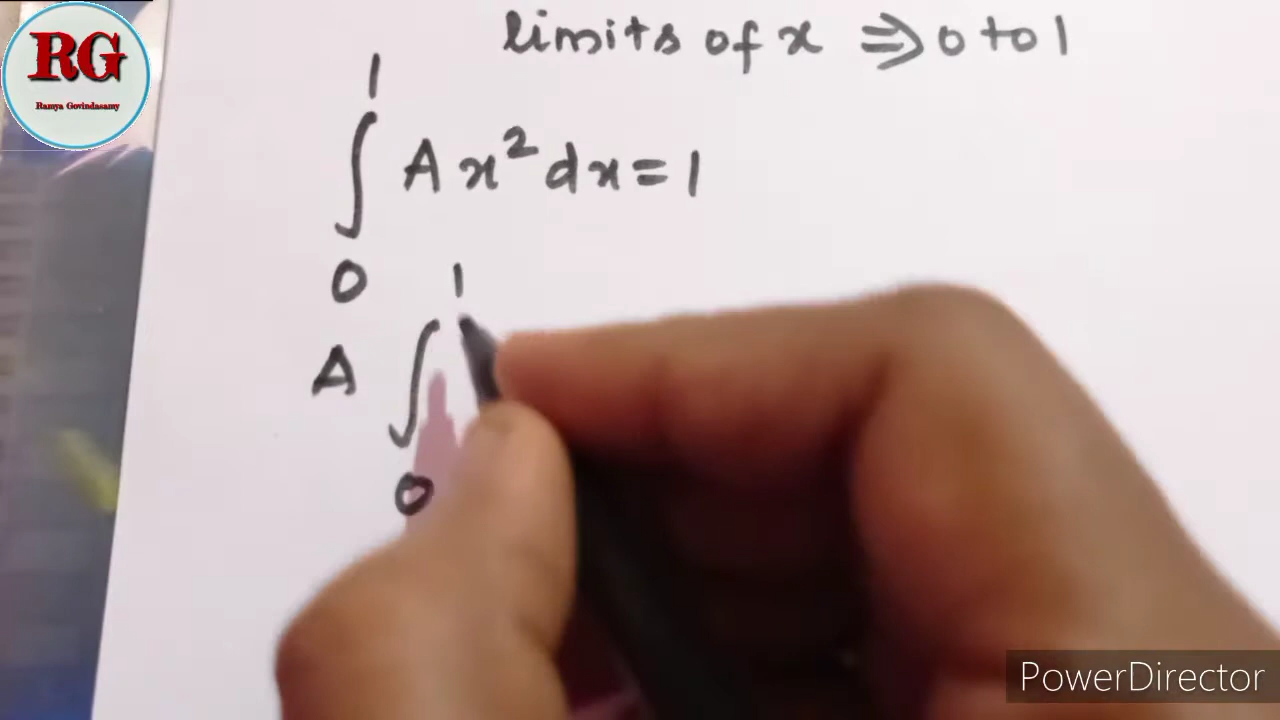 RG
Ramya Govindasamy
limits of x ⇒ 0 to 1
1
∫ A x² dx = 1
0
1
A ∫
0
PowerDirector